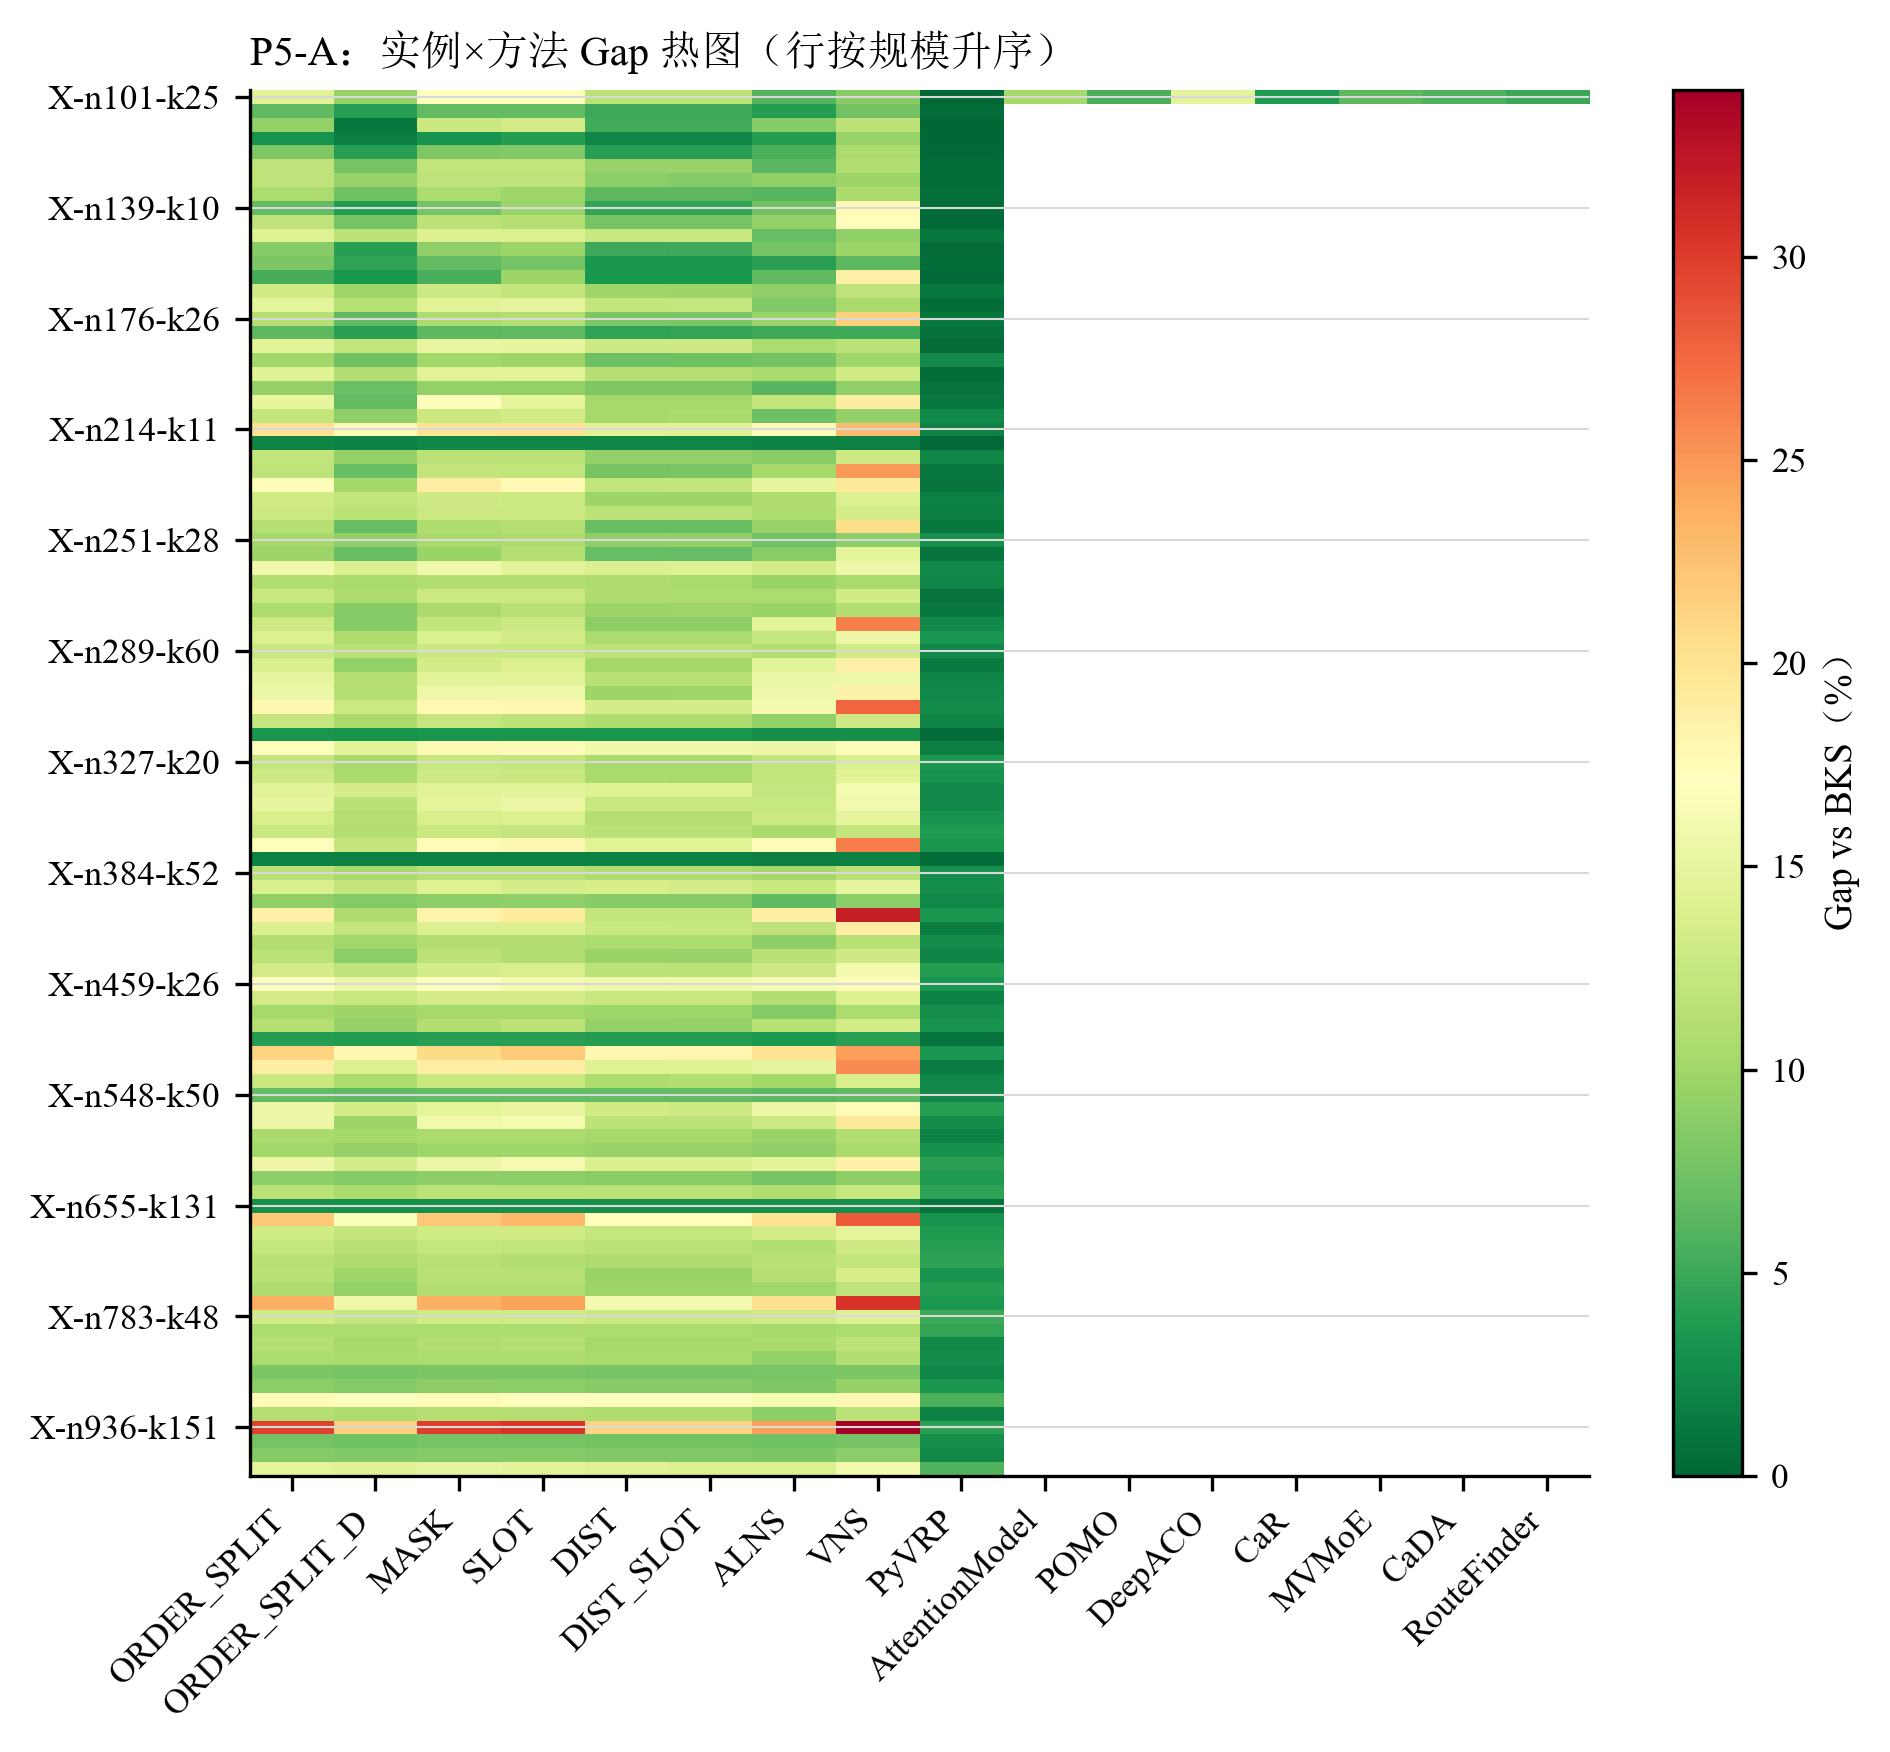 P5-A：实例×方法 Gap 热图（行按规模升序）
X-n101-k25
X-n139-k10
X-n176-k26
X-n214-k11
X-n251-k28
X-n289-k60
X-n327-k20
X-n384-k52
X-n459-k26
X-n548-k50
X-n655-k131
X-n783-k48
X-n936-k151
ORDER_SPLIT
ORDER_SPLIT_D
MASK
SLOT
DIST
DIST_SLOT
ALNS
VNS
PyVRP
AttentionModel
POMO
DeepACO
CaR
MVMoE
CaDA
RouteFinder
30
25
20
15
10
5
0
Gap vs BKS（%）